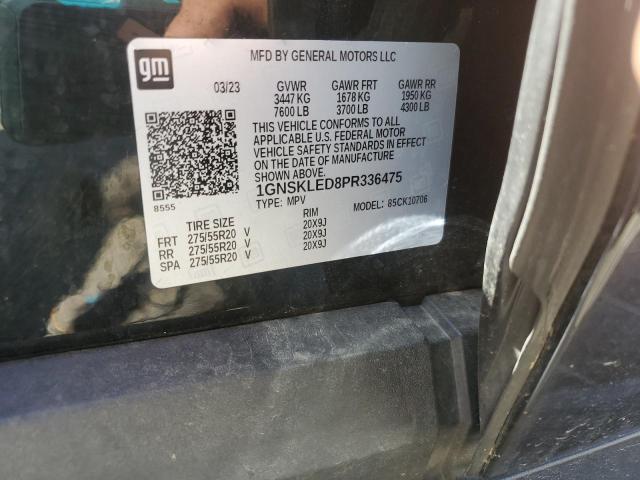 gm
MFD BY GENERAL MOTORS LLC
03/23 GVWR GAWR FRT GAWR RR
3447 KG 1678 KG 1950 KG
7600 LB 3700 LB 4300 LB
THIS VEHICLE CONFORMS TO ALL
APPLICABLE U.S. FEDERAL MOTOR
VEHICLE SAFETY STANDARDS IN
EFFECT ON THE DATE OF MANUFACTURE
SHOWN ABOVE.
1GNSKLED8PR336475
8555
TYPE: MPV MODEL: 85CK10706
TIRE SIZE RIM
FRT 275/55R20 V 20X9J
RR 275/55R20 V 20X9J
SPA 275/55R20 V 20X9J